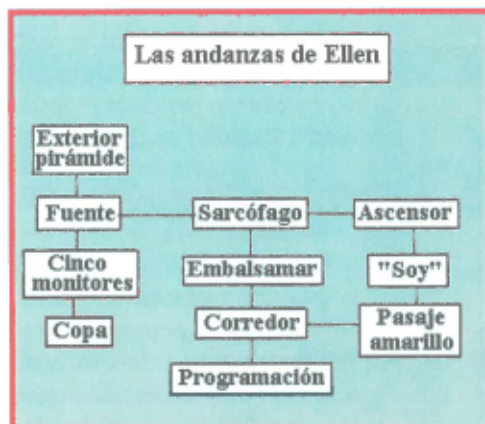 Las andanzas de Ellen
Exterior
pirámide
Fuente
Sarcófago
Ascensor
Cinco
monitores
Embalsamar
"Soy"
Copa
Corredor
Pasaje
amarillo
Programación